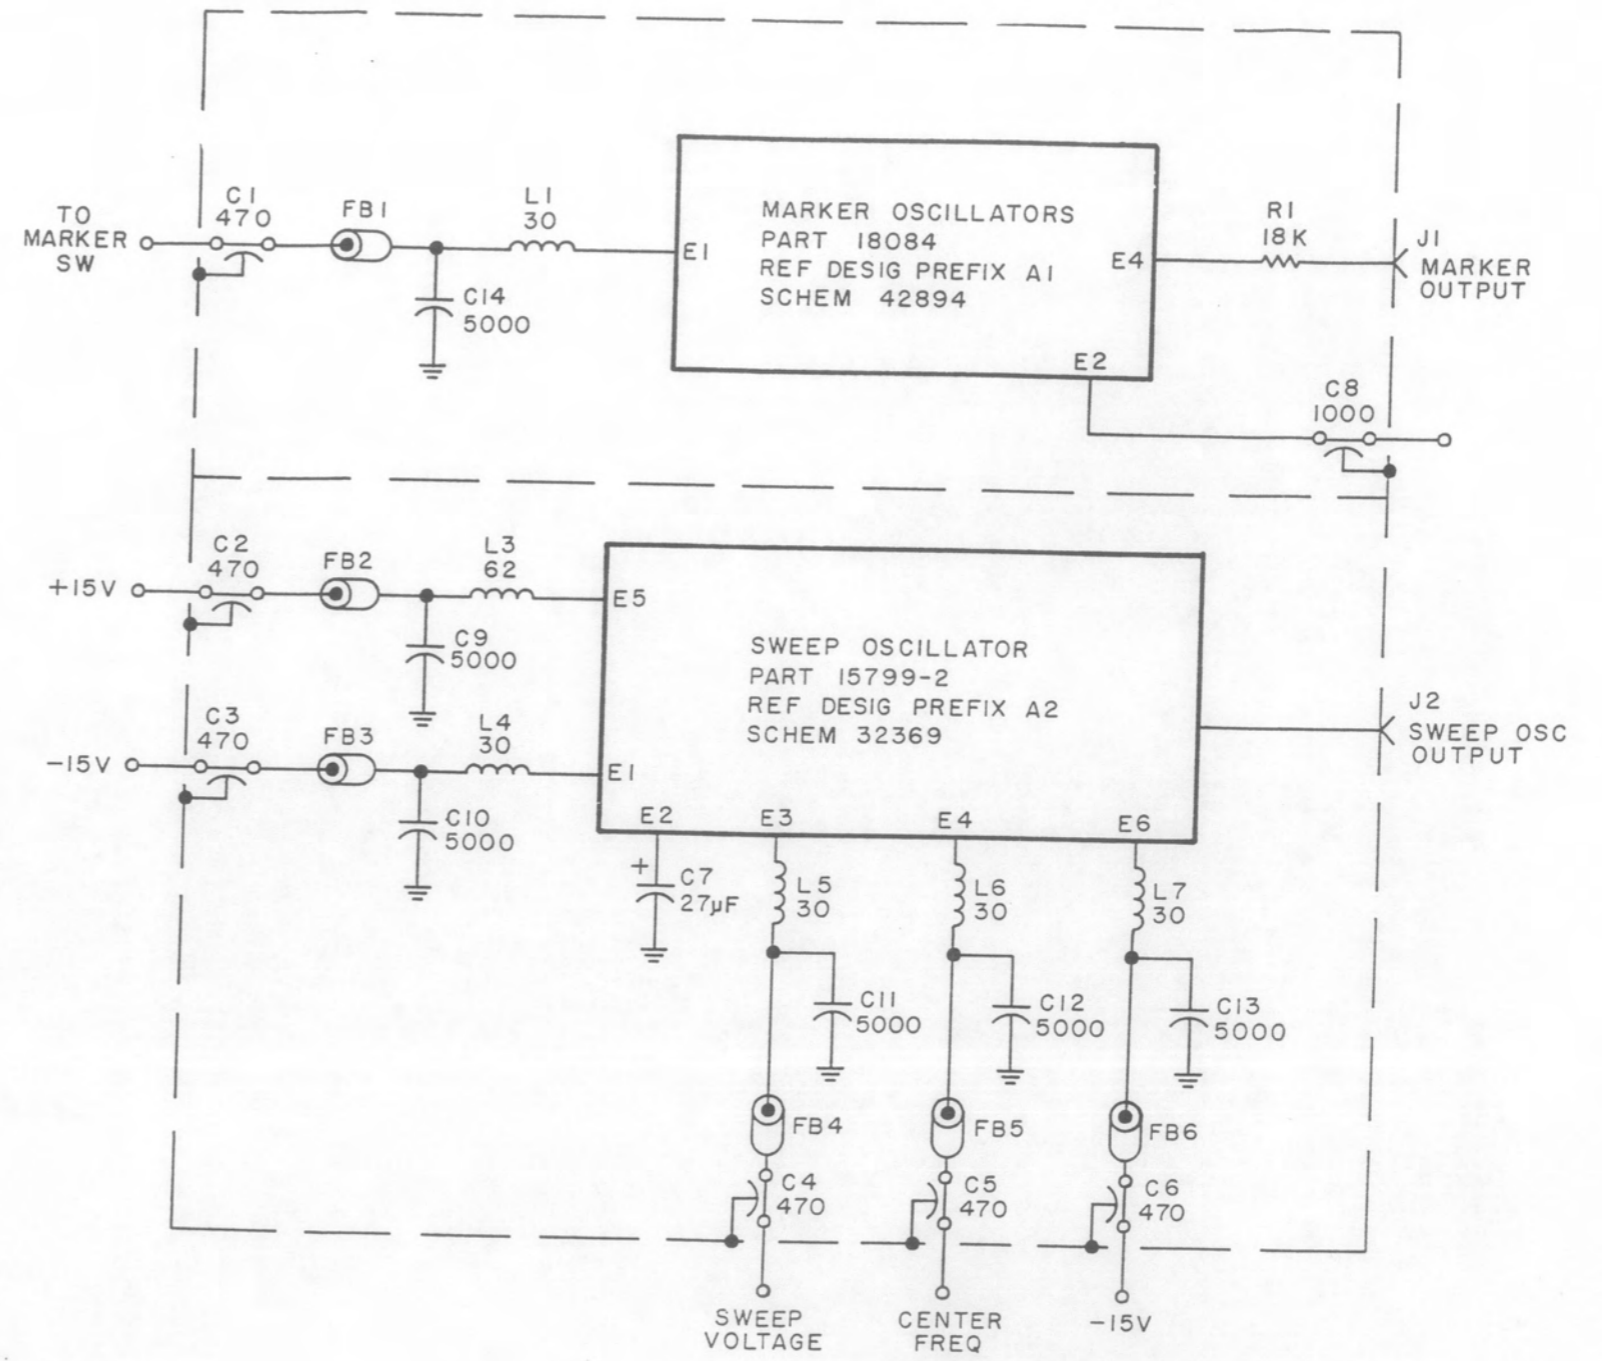 C1
470
FB1
L1
30
TO
MARKER
SW
C14
5000
E1
MARKER OSCILLATORS
PART 18084
REF DESIG PREFIX A1
SCHEM 42894
E4
E2
R1
18K
J1
MARKER
OUTPUT
C8
1000
C2
470
FB2
L3
62
+15V
C9
5000
E5
C3
470
FB3
L4
30
-15V
C10
5000
E1
SWEEP OSCILLATOR
PART 15799-2
REF DESIG PREFIX A2
SCHEM 32369
J2
SWEEP OSC
OUTPUT
E2
E3
E4
E6
+
C7
27µF
L5
30
L6
30
L7
30
C11
5000
C12
5000
C13
5000
FB4
FB5
FB6
C4
470
C5
470
C6
470
SWEEP
VOLTAGE
CENTER
FREQ
-15V